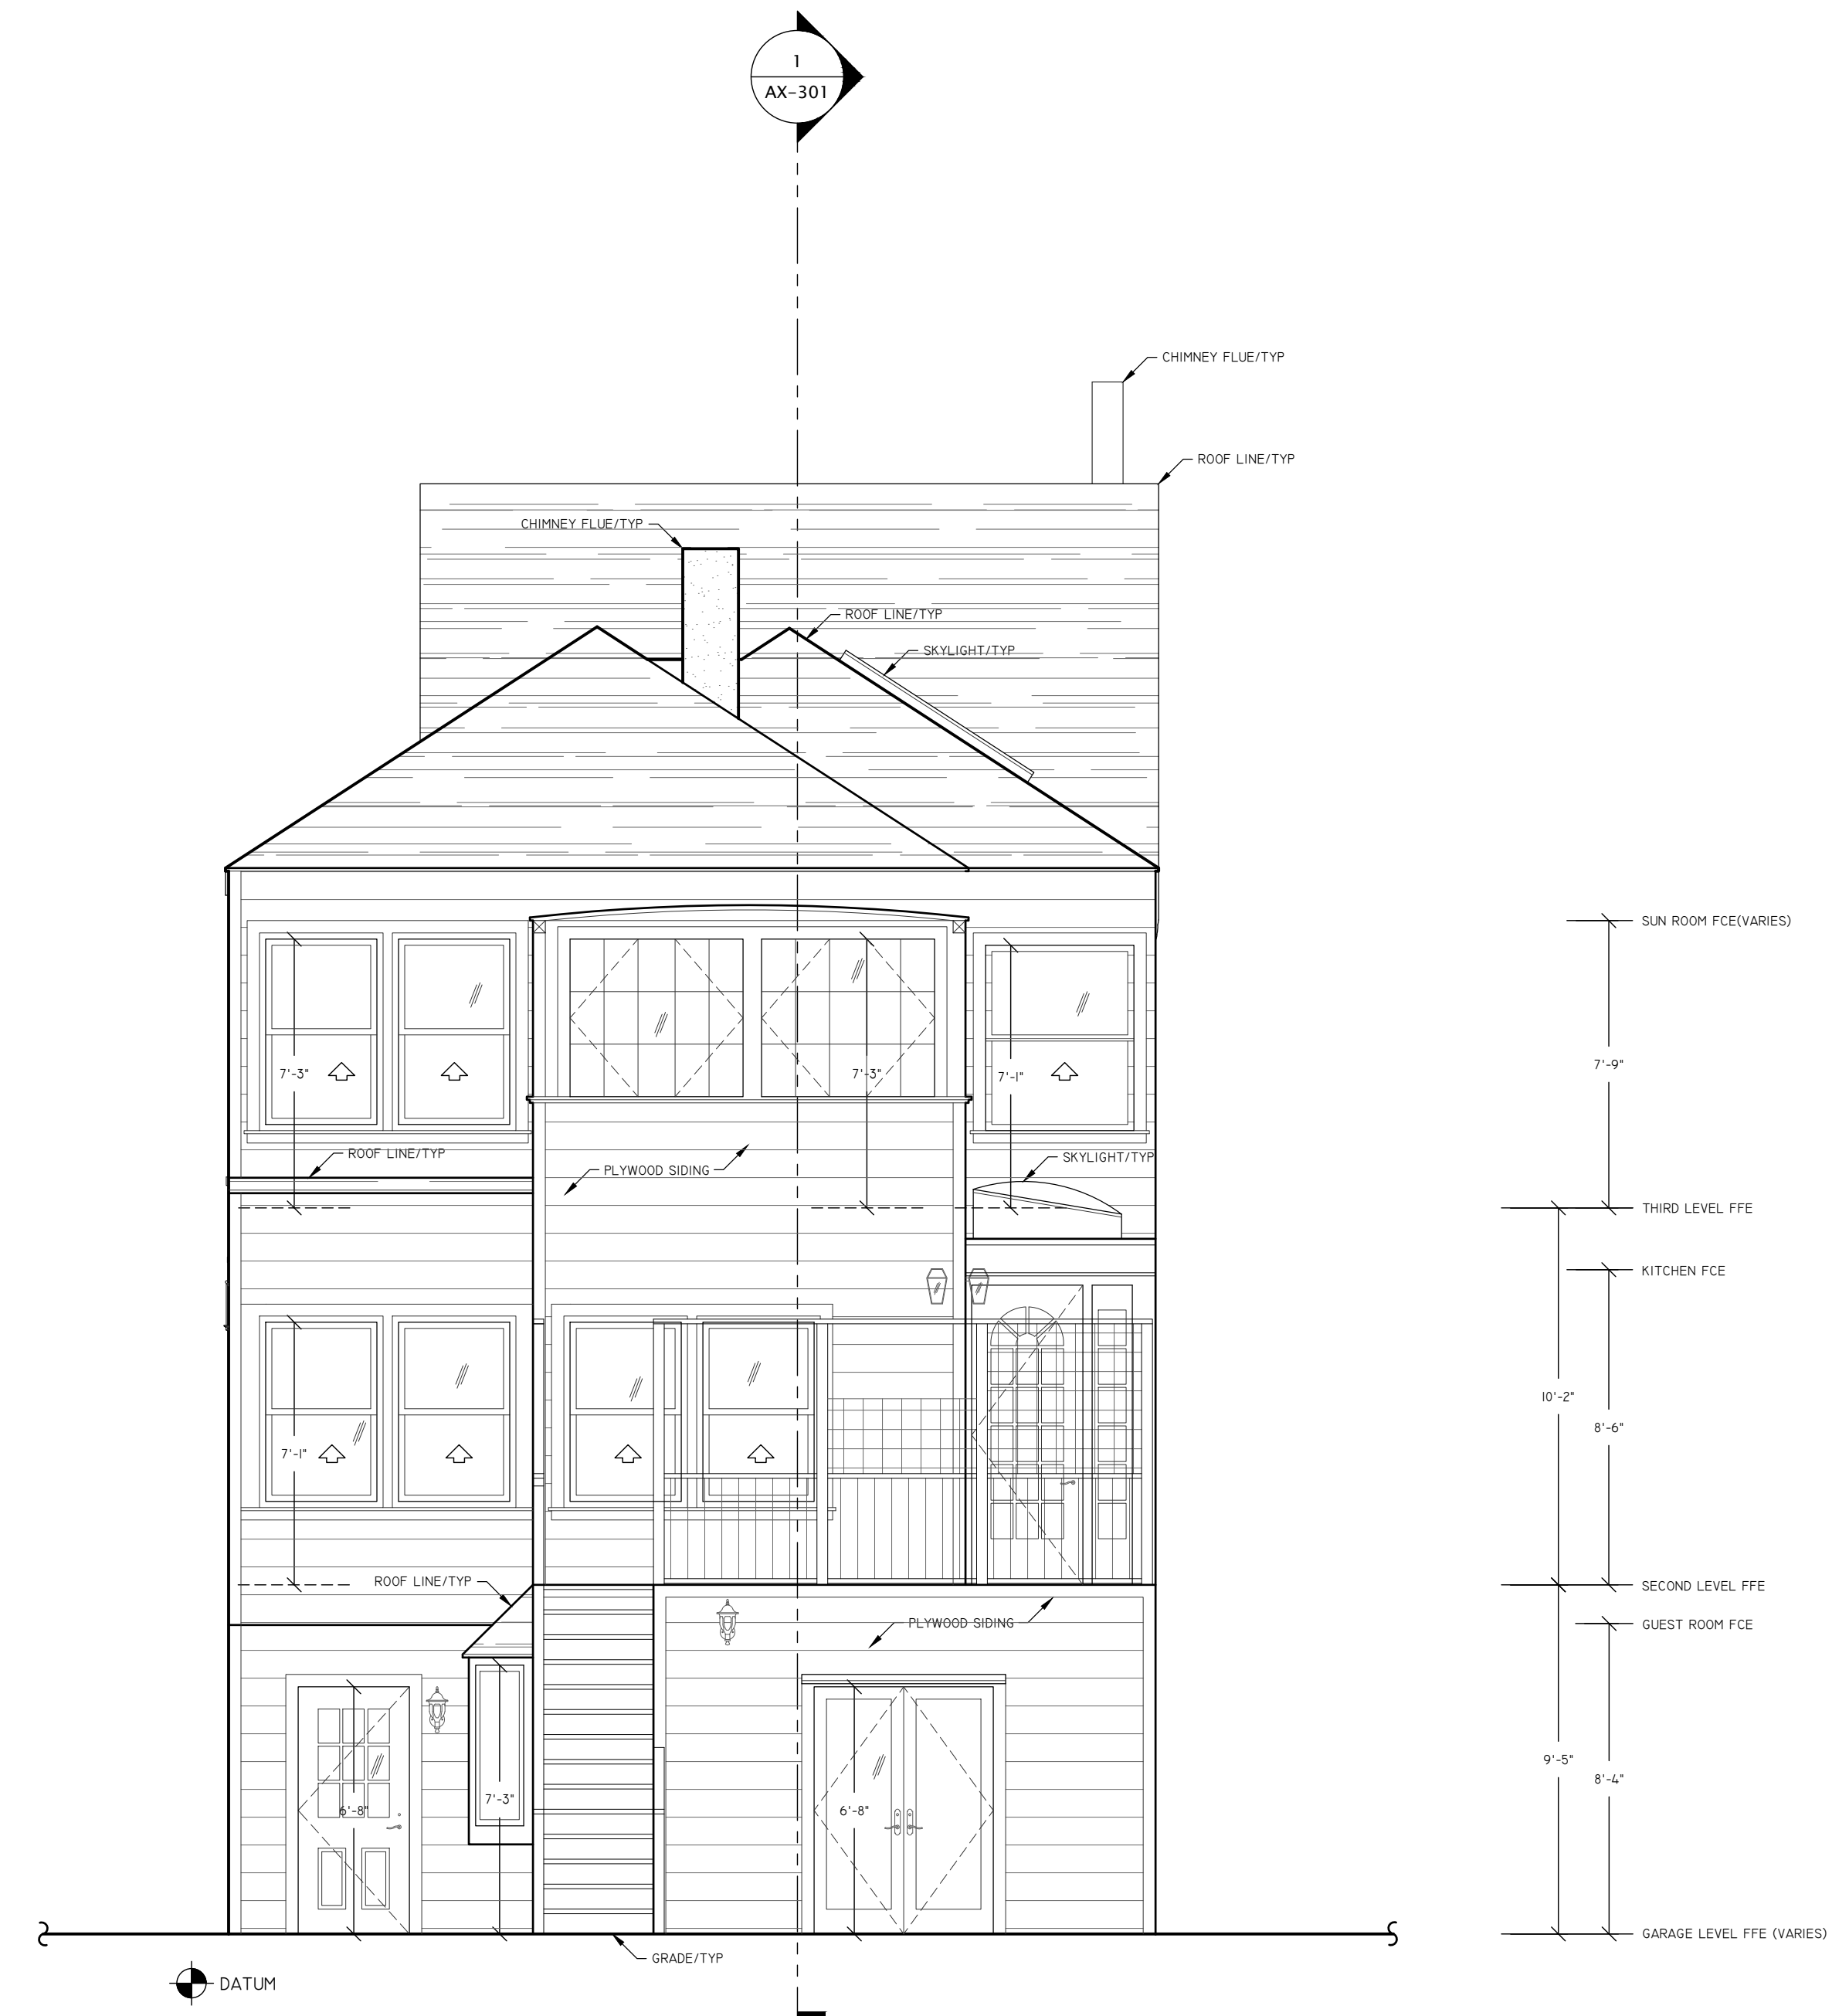 1
AX-301
CHIMNEY FLUE/TYP
ROOF LINE/TYP
CHIMNEY FLUE/TYP
ROOF LINE/TYP
SKYLIGHT/TYP
SUN ROOM FCE(VARIES)
7'-3"
7'-3"
7'-1"
7'-9"
ROOF LINE/TYP
PLYWOOD SIDING
SKYLIGHT/TYP
THIRD LEVEL FFE
KITCHEN FCE
10'-2"
8'-6"
7'-1"
ROOF LINE/TYP
SECOND LEVEL FFE
PLYWOOD SIDING
GUEST ROOM FCE
9'-5"
8'-4"
6'-8"
7'-3"
6'-8"
GARAGE LEVEL FFE (VARIES)
GRADE/TYP
DATUM